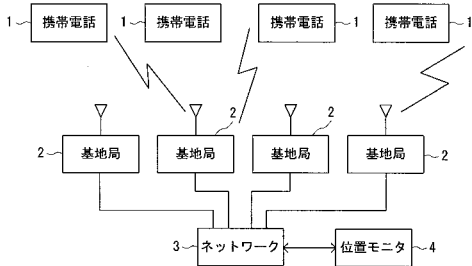 1 携帯電話 1 携帯電話 携帯電話 1 携帯電話 1
2 基地局 基地局 2 基地局 2 基地局 2
3 ネットワーク 位置モニタ 4